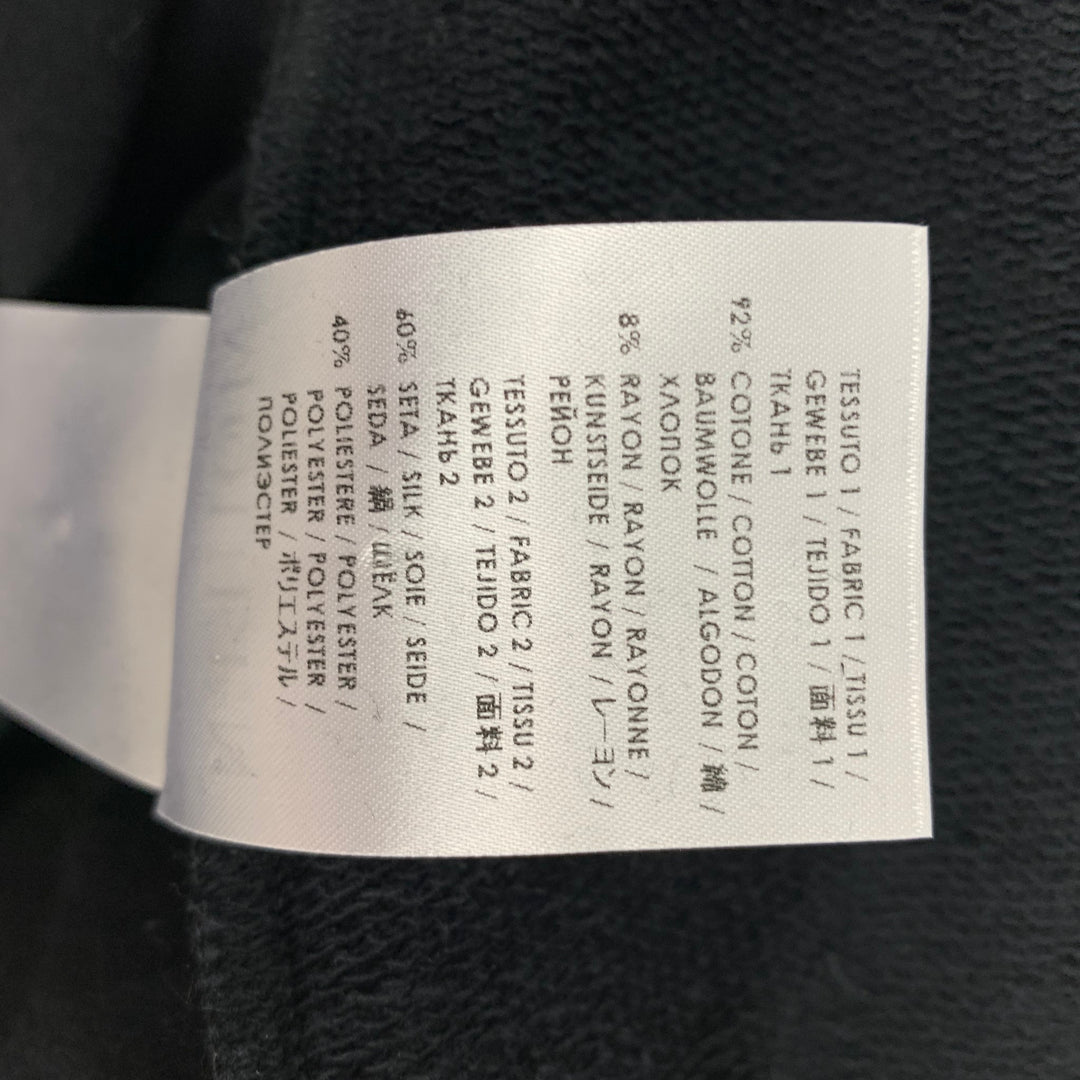 TESSUTO 1 / FABRIC 1 / TISSU 1 /
GEWEBE 1 / TEJIDO 1 / 面料 1 /
ТКАНЬ 1
92% COTONE / COTTON / COTON /
BAUMWOLLE / ALGODON / 綿 /
ХЛОПОК
8% RAYON / RAYON / RAYONNE /
KUNSTSEIDE / RAYON / レーヨン /
РЕЙОН
TESSUTO 2 / FABRIC 2 / TISSU 2 /
GEWEBE 2 / TEJIDO 2 / 面料 2 /
ТКАНЬ 2
60% SETA / SILK / SOIE / SEIDE /
SEDA / 絹 / ШЁЛК
40% POLIESTERE / POLYESTER /
POLYESTER / POLYESTER /
POLIESTER / ポリエステル /
ПОЛИЭСТЕР